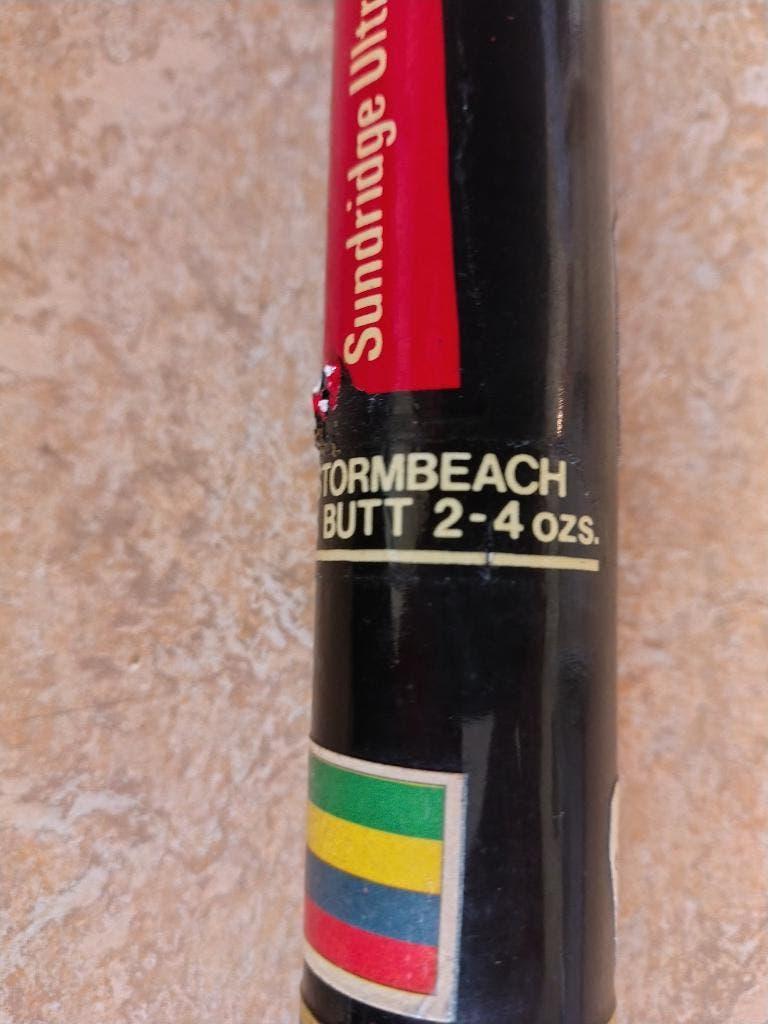 Sundridge Ultr
TORMBEACH
BUTT 2-4 ozs.